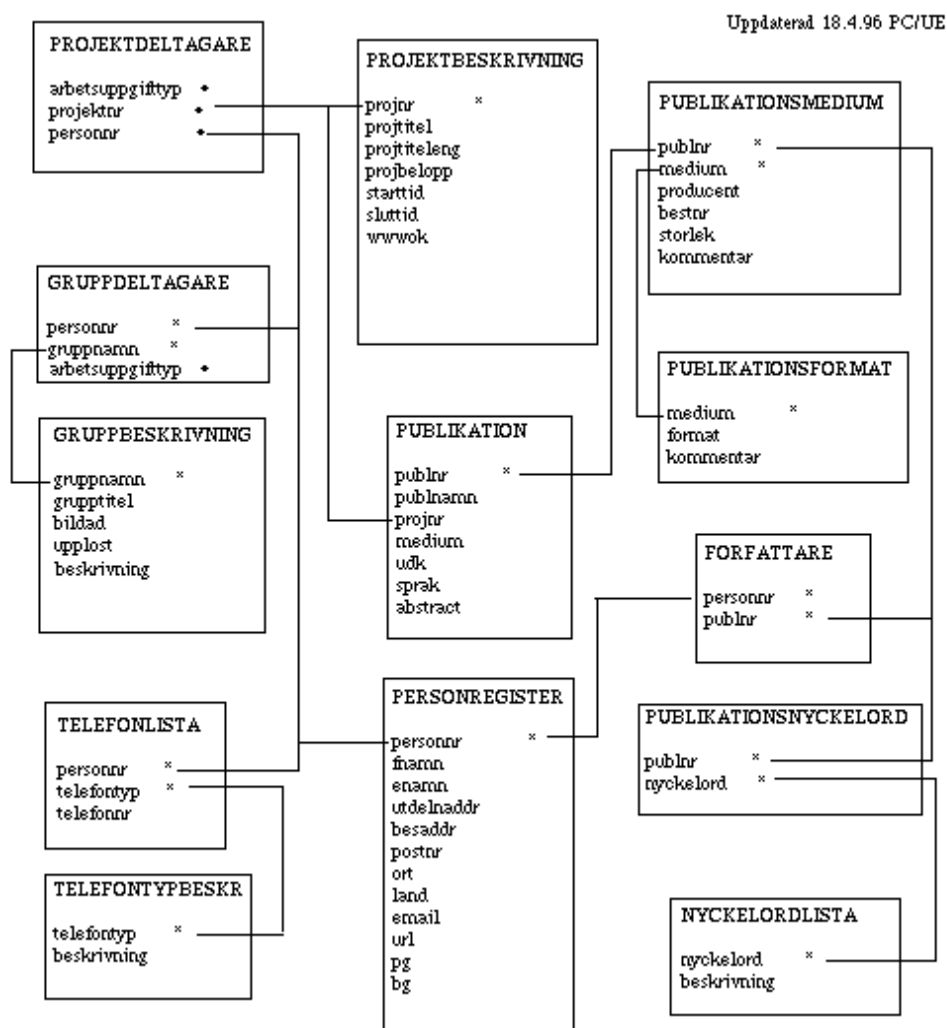 Uppdaterad 18.4.96 PC/UE
PROJEKTDELTAGARE
arbetsuppgifttyp •
projektnr •
personnr •
PROJEKTBESKRIVNING
projnr ×
projtitel
projtiteleng
projbelopp
starttid
sluttid
wwwok
PUBLIKATIONSMEDIUM
publnr ×
medium ×
producent
bestnr
storlek
kommentar
GRUPPDELTAGARE
personnr ×
gruppnamn ×
arbetsuppgifttyp •
PUBLIKATIONSFORMAT
medium ×
format
kommentar
GRUPPBESKRIVNING
gruppnamn ×
grupptitel
bildad
upplost
beskrivning
PUBLIKATION
publnr ×
publnamn
projnr
medium
udk
sprak
abstract
FORFATTARE
personnr ×
publnr ×
TELEFONLISTA
personnr ×
telefontyp ×
telefonnr
PERSONREGISTER
personnr ×
fnamn
enamn
utdelnaddr
besaddr
postnr
ort
land
email
url
pg
bg
PUBLIKATIONSNYCKELORD
publnr ×
nyckelord ×
TELEFONTYPBESKR
telefontyp ×
beskrivning
NYCKELORDLISTA
nyckelord ×
beskrivning